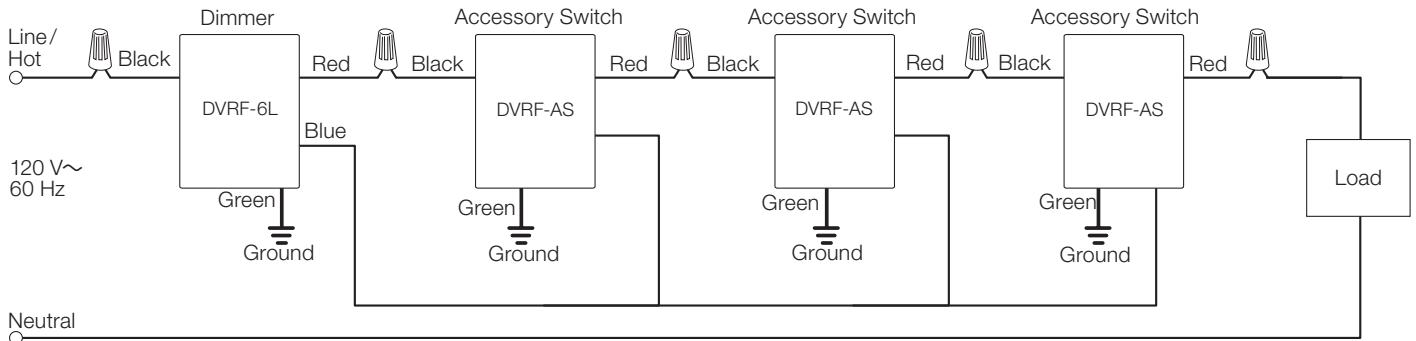 Dimmer
Accessory Switch
Accessory Switch
Accessory Switch
Line/
Hot
Black
Red
Black
Red
Black
Red
Black
Red
DVRF-6L
DVRF-AS
DVRF-AS
DVRF-AS
Blue
120 V~
60 Hz
Load
Green
Green
Green
Green
Ground
Ground
Ground
Ground
Neutral